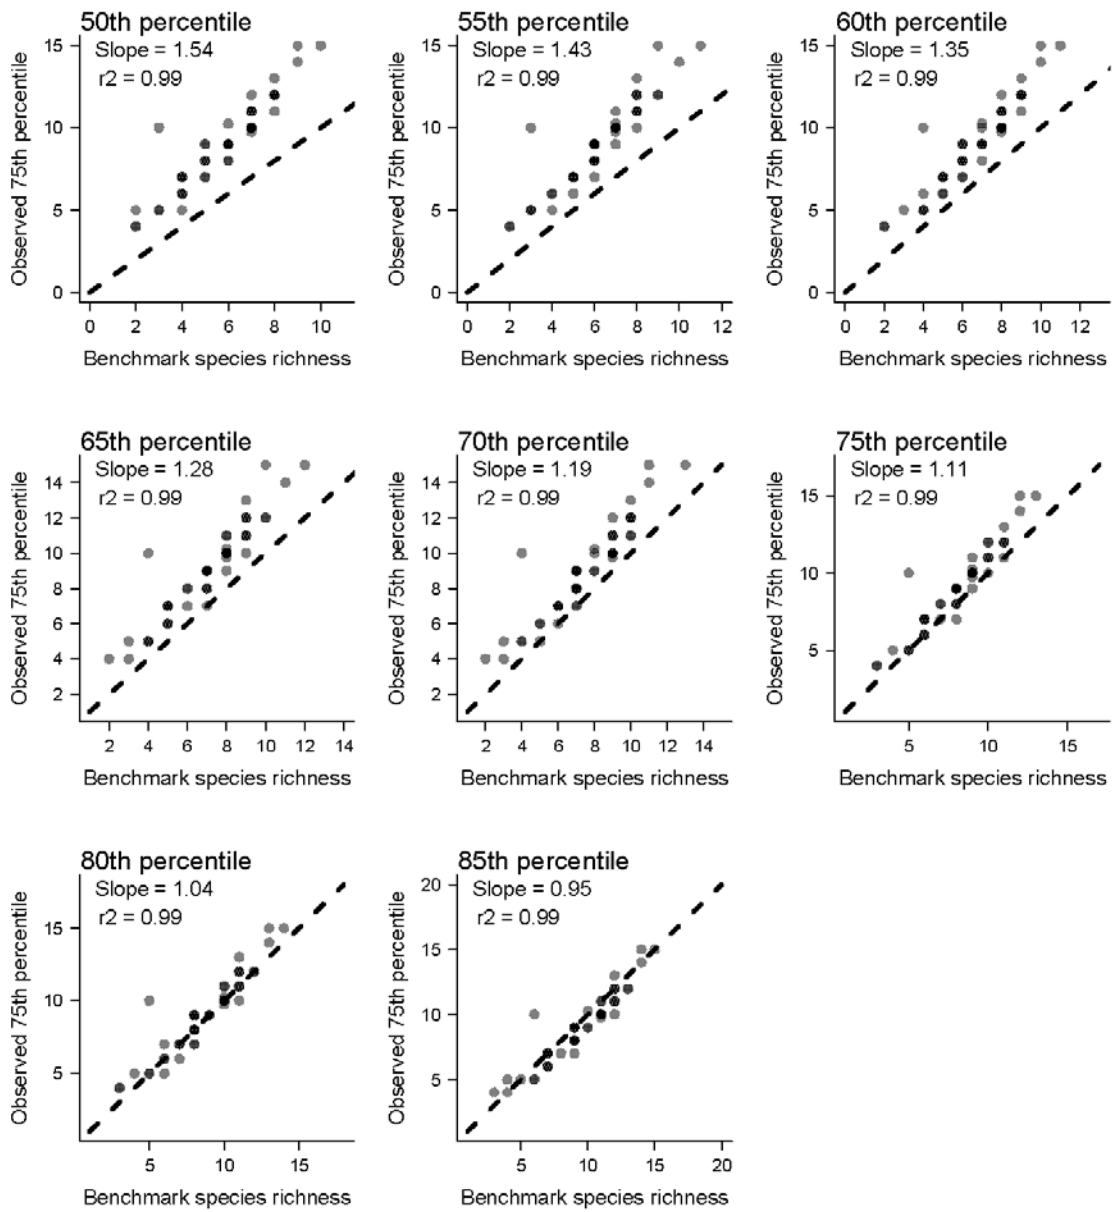 50th percentile
Slope = 1.54
r2 = 0.99
15
10
5
0
Observed 75th percentile
0 2 4 6 8 10
Benchmark species richness
55th percentile
Slope = 1.43
r2 = 0.99
15
10
5
0
Observed 75th percentile
0 2 4 6 8 10 12
Benchmark species richness
60th percentile
Slope = 1.35
r2 = 0.99
15
10
5
0
Observed 75th percentile
0 2 4 6 8 10 12
Benchmark species richness
65th percentile
Slope = 1.28
r2 = 0.99
14
12
10
8
6
4
2
Observed 75th percentile
2 4 6 8 10 12 14
Benchmark species richness
70th percentile
Slope = 1.19
r2 = 0.99
14
12
10
8
6
4
2
Observed 75th percentile
2 4 6 8 10 12 14
Benchmark species richness
75th percentile
Slope = 1.11
r2 = 0.99
15
10
5
Observed 75th percentile
5 10 15
Benchmark species richness
80th percentile
Slope = 1.04
r2 = 0.99
15
10
5
Observed 75th percentile
5 10 15
Benchmark species richness
85th percentile
Slope = 0.95
r2 = 0.99
20
15
10
5
Observed 75th percentile
5 10 15 20
Benchmark species richness